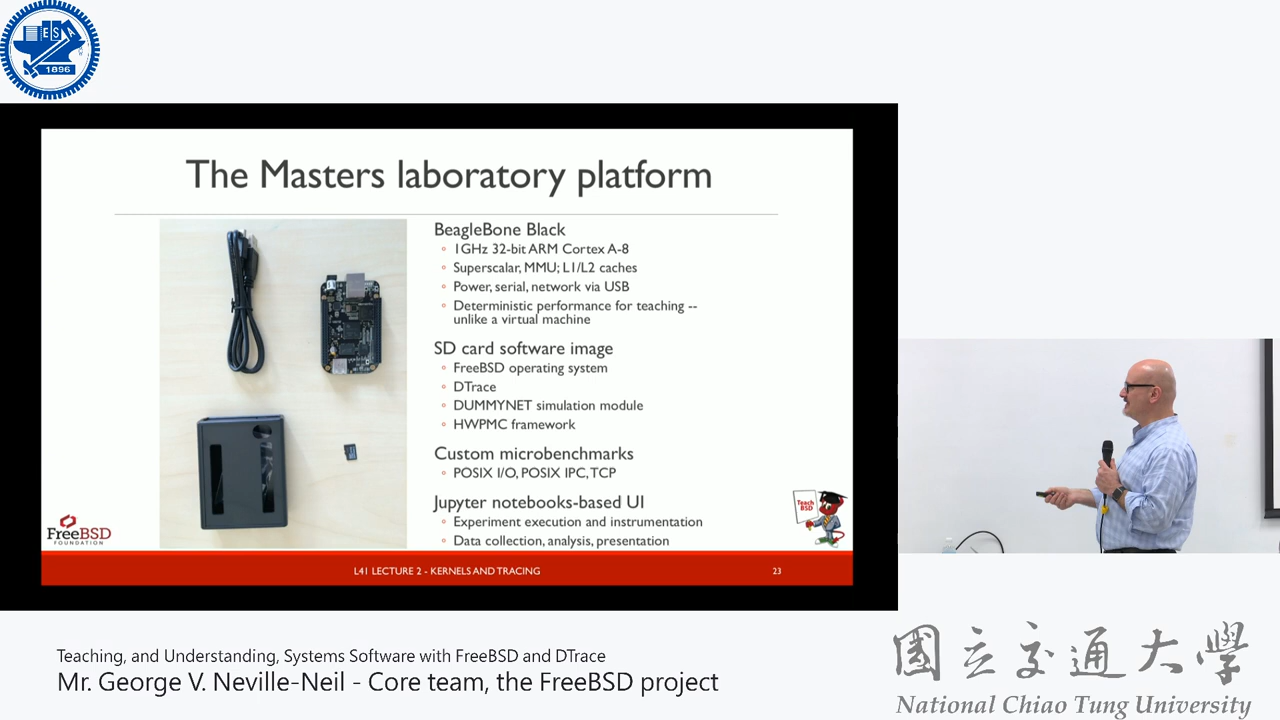 ESA
1896
The Masters laboratory platform
BeagleBone Black
1GHz 32-bit ARM Cortex A-8
Superscalar, MMU; L1/L2 caches
Power, serial, network via USB
Deterministic performance for teaching --
unlike a virtual machine
SD card software image
FreeBSD operating system
DTrace
DUMMYNET simulation module
HWPMC framework
Custom microbenchmarks
POSIX I/O, POSIX IPC, TCP
Jupyter notebooks-based UI
Experiment execution and instrumentation
Data collection, analysis, presentation
FreeBSD
FOUNDATION
Teach
BSD
L41 LECTURE 2 - KERNELS AND TRACING
23
Teaching, and Understanding, Systems Software with FreeBSD and DTrace
Mr. George V. Neville-Neil - Core team, the FreeBSD project
國立交通大學
National Chiao Tung University